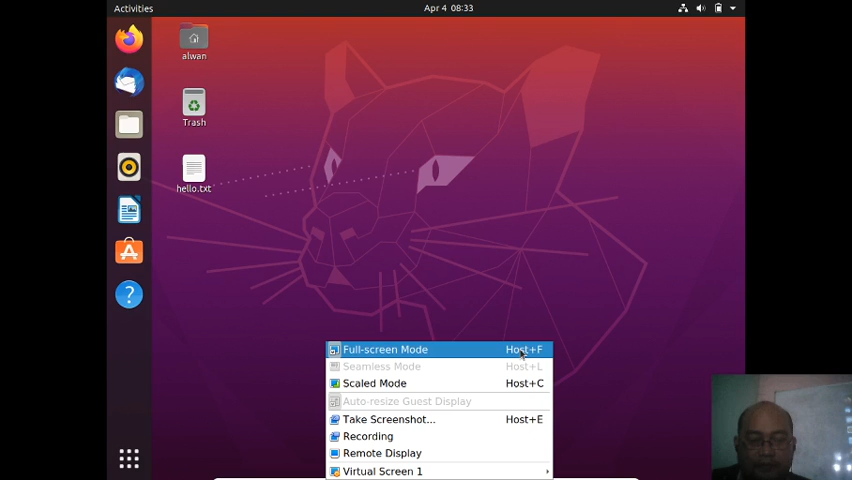 Activities
Apr 4 08:33
alwan
Trash
hello.txt
Full-screen Mode Host+F
Seamless Mode Host+L
Scaled Mode Host+C
Auto-resize Guest Display
Take Screenshot... Host+E
Recording
Remote Display
Virtual Screen 1